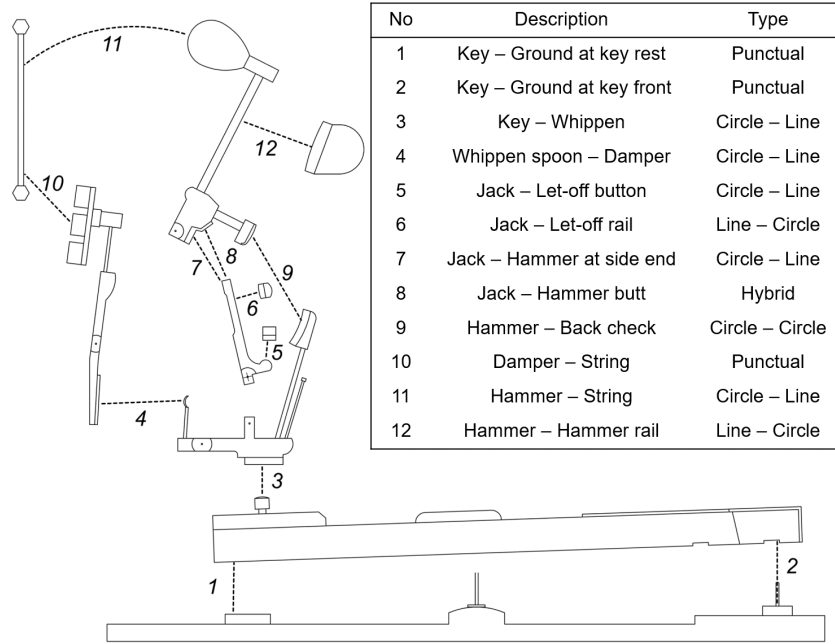 No Description Type
1 Key – Ground at key rest Punctual
2 Key – Ground at key front Punctual
3 Key – Whippen Circle – Line
4 Whippen spoon – Damper Circle – Line
5 Jack – Let-off button Circle – Line
6 Jack – Let-off rail Line – Circle
7 Jack – Hammer at side end Circle – Line
8 Jack – Hammer butt Hybrid
9 Hammer – Back check Circle – Circle
10 Damper – String Punctual
11 Hammer – String Circle – Line
12 Hammer – Hammer rail Line – Circle
11
12
10
8
7
9
6
5
4
3
1
2